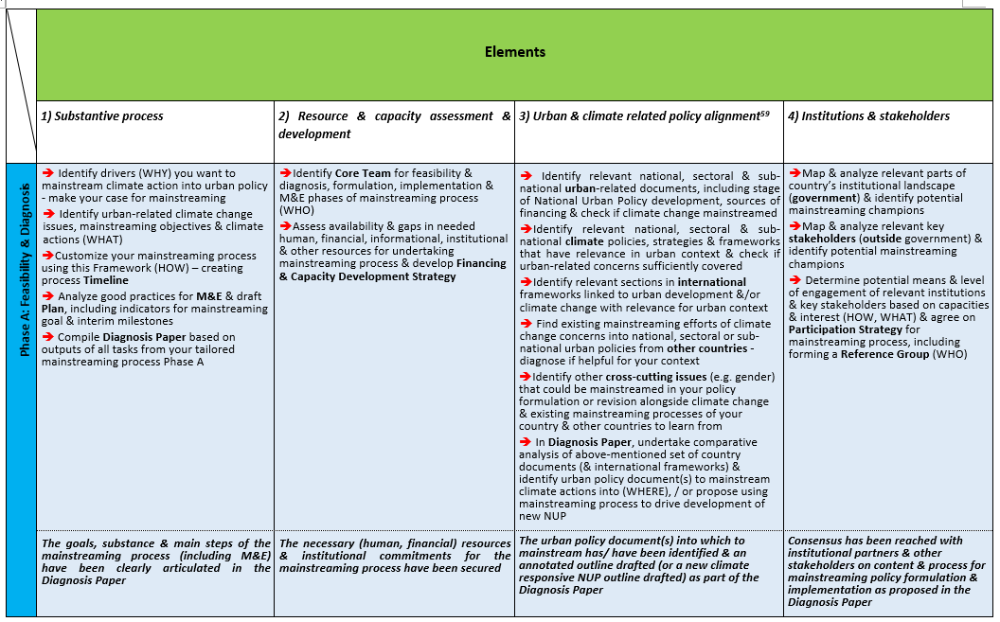 Elements
1) Substantive process
2) Resource & capacity assessment &
development
3) Urban & climate related policy alignment59
4) Institutions & stakeholders
Phase A: Feasibility & Diagnosis
➔ Identify drivers (WHY) you want to
mainstream climate action into urban policy
- make your case for mainstreaming
➔ Identify urban-related climate change
issues, mainstreaming objectives & climate
actions (WHAT)
➔Customize your mainstreaming process
using this Framework (HOW) – creating
process Timeline
➔ Analyze good practices for M&E & draft
Plan, including indicators for mainstreaming
goal & interim milestones
➔ Compile Diagnosis Paper based on
outputs of all tasks from your tailored
mainstreaming process Phase A
➔Identify Core Team for feasibility &
diagnosis, formulation, implementation &
M&E phases of mainstreaming process
(WHO)
➔Assess availability & gaps in needed
human, financial, informational, institutional
& other resources for undertaking
mainstreaming process & develop Financing
& Capacity Development Strategy
➔ Identify relevant national, sectoral & sub-
national urban-related documents, including stage
of National Urban Policy development, sources of
financing & check if climate change mainstreamed
➔Identify relevant national, sectoral & sub-
national climate policies, strategies & frameworks
that have relevance in urban context & check if
urban-related concerns sufficiently covered
➔Identify relevant sections in international
frameworks linked to urban development &/or
climate change with relevance for urban context
➔ Find existing mainstreaming efforts of climate
change concerns into national, sectoral or sub-
national urban policies from other countries -
diagnose if helpful for your context
➔Identify other cross-cutting issues (e.g. gender)
that could be mainstreamed in your policy
formulation or revision alongside climate change
& existing mainstreaming processes of your
country & other countries to learn from
➔ In Diagnosis Paper, undertake comparative
analysis of above-mentioned set of country
documents (& international frameworks) &
identify urban policy document(s) to mainstream
climate actions into (WHERE), / or propose using
mainstreaming process to drive development of
new NUP
➔Map & analyze relevant parts of
country's institutional landscape
(government) & identify potential
mainstreaming champions
➔Map & analyze relevant key
stakeholders (outside government) &
identify potential mainstreaming
champions
➔ Determine potential means & level
of engagement of relevant institutions
& key stakeholders based on capacities
& interest (HOW, WHAT) & agree on
Participation Strategy for
mainstreaming process, including
forming a Reference Group (WHO)
The goals, substance & main steps of the
mainstreaming process (including M&E)
have been clearly articulated in the
Diagnosis Paper
The necessary (human, financial) resources
& institutional commitments for the
mainstreaming process have been secured
The urban policy document(s) into which to
mainstream has/ have been identified & an
annotated outline drafted (or a new climate
responsive NUP outline drafted) as part of the
Diagnosis Paper
Consensus has been reached with
institutional partners & other
stakeholders on content & process for
mainstreaming policy formulation &
implementation as proposed in the
Diagnosis Paper